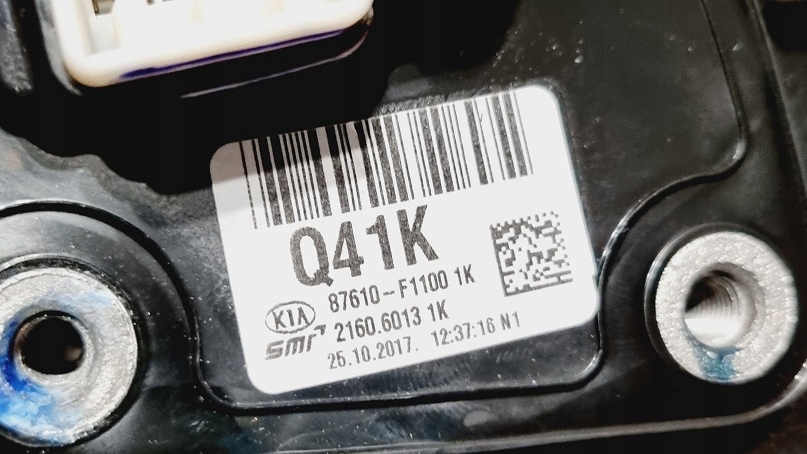 Q41K
KIA 87610-F1100 1K
SMR 2160.6013 1K
25.10.2017. 12:37:16 N1